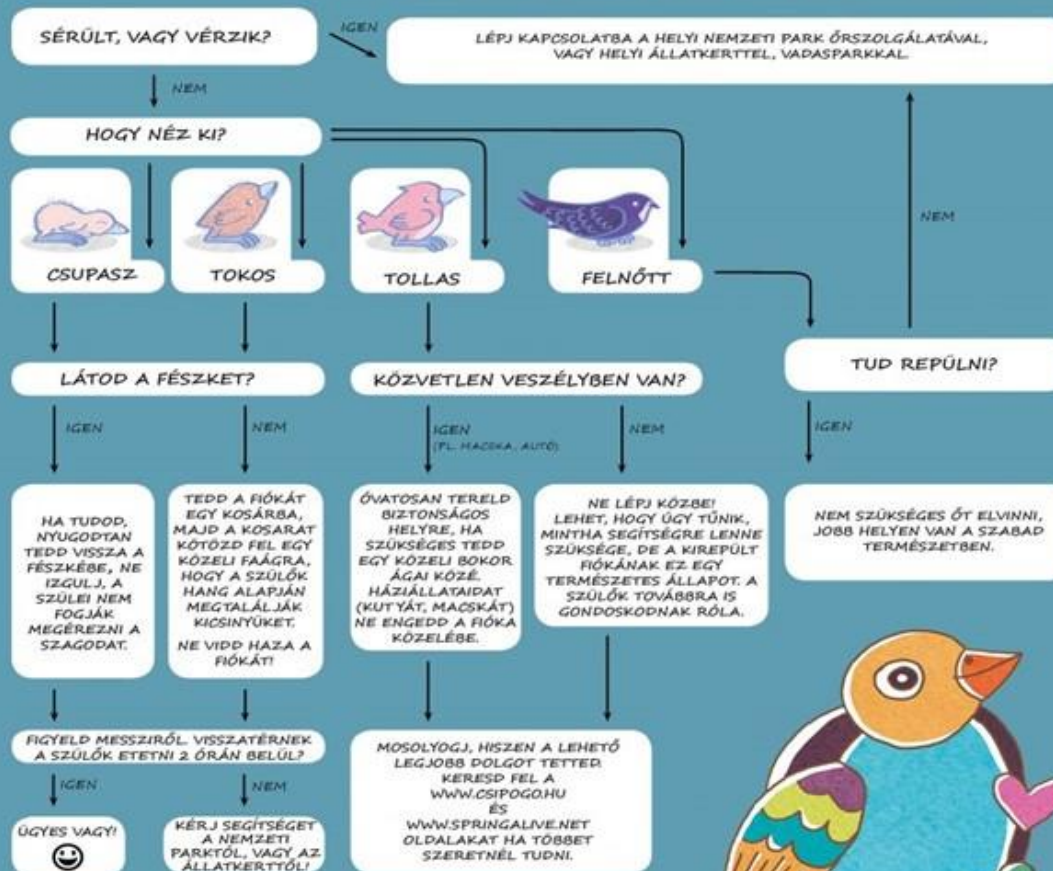 SÉRÜLT, VAGY VÉRZIK?
IGEN
LÉPJ KAPCSOLATBA A HELYI NEMZETI PARK ŐRSZOLGÁLATÁVAL,
VAGY HELYI ÁLLATKERTTEL, VADASPARKKAL.
NEM
HOGY NÉZ KI?
CSUPASZ
TOKOS
TOLLAS
FELNŐTT
NEM
LÁTOD A FÉSZKET?
KÖZVETLEN VESZÉLYBEN VAN?
TUD REPÜLNI?
IGEN
NEM
IGEN
(PL. MACSKA, AUTÓ)
NEM
IGEN
HA TUDOD,
NYUGODTAN
TEDD VISSZA A
FÉSZKÉBE, NE
IZGULJ, A
SZÜLEI NEM
FOGJÁK
MEGÉREZNI A
SZAGODAT.
TEDD A FIÓKÁT
EGY KOSÁRBA,
MAJD A KOSARAT
KÖTÖZD FEL EGY
KÖZELI FAÁGRA,
HOGY A SZÜLŐK
HANG ALAPJÁN
MEGTALÁLJÁK
KICSINYÜKET.
NE VIDD HAZA A
FIÓKÁT!
ÓVATOSAN TERELD
BIZTONSÁGOS
HELYRE, HA
SZÜKSÉGES TEDD
EGY KÖZELI BOKOR
ÁGAI KÖZÉ.
HÁZIÁLLATAIDAT
(KUTYÁT, MACSKÁT)
NE ENGEDD A FIÓKA
KÖZELÉBE.
NE LÉPJ KÖZBE!
LEHET, HOGY ÚGY TŰNIK,
MINTHA SEGÍTSÉGRE LENNE
SZÜKSÉGE, DE A KIREPÜLT
FIÓKÁNAK EZ EGY
TERMÉSZETES ÁLLAPOT. A
SZÜLŐK TOVÁBBRA IS
GONDOSKODNAK RÓLA.
NEM SZÜKSÉGES ŐT ELVINNI,
JOBB HELYEN VAN A SZABAD
TERMÉSZETBEN.
FIGYELD MESSZIRŐL. VISSZATÉRNEK
A SZÜLŐK ETETNI 2 ÓRÁN BELÜL?
IGEN
NEM
ÜGYES VAGY!
KÉRJ SEGÍTSÉGET
A NEMZETI
PARKTÓL, VAGY AZ
ÁLLATKERTTŐL!
MOSOLYOGJ, HISZEN A LEHETŐ
LEGJOBB DOLGOT TETTED.
KERESD FEL A
WWW.CSIPOGO.HU
ÉS
WWW.SPRINGALIVE.NET
OLDALAKAT HA TÖBBET
SZERETNÉL TUDNI.